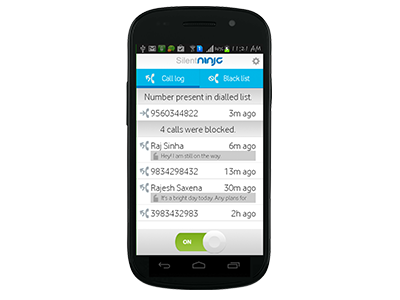 SilentNINJA
Call log
Black list
Number present in dialled list.
9560344822 3m ago
4 calls were blocked.
Raj Sinha 6m ago
Hey! I am still on the way.
9834298432 13m ago
Rajesh Saxena 30m ago
It's a bright day today. Any plans for
3983432983 2h ago
ON